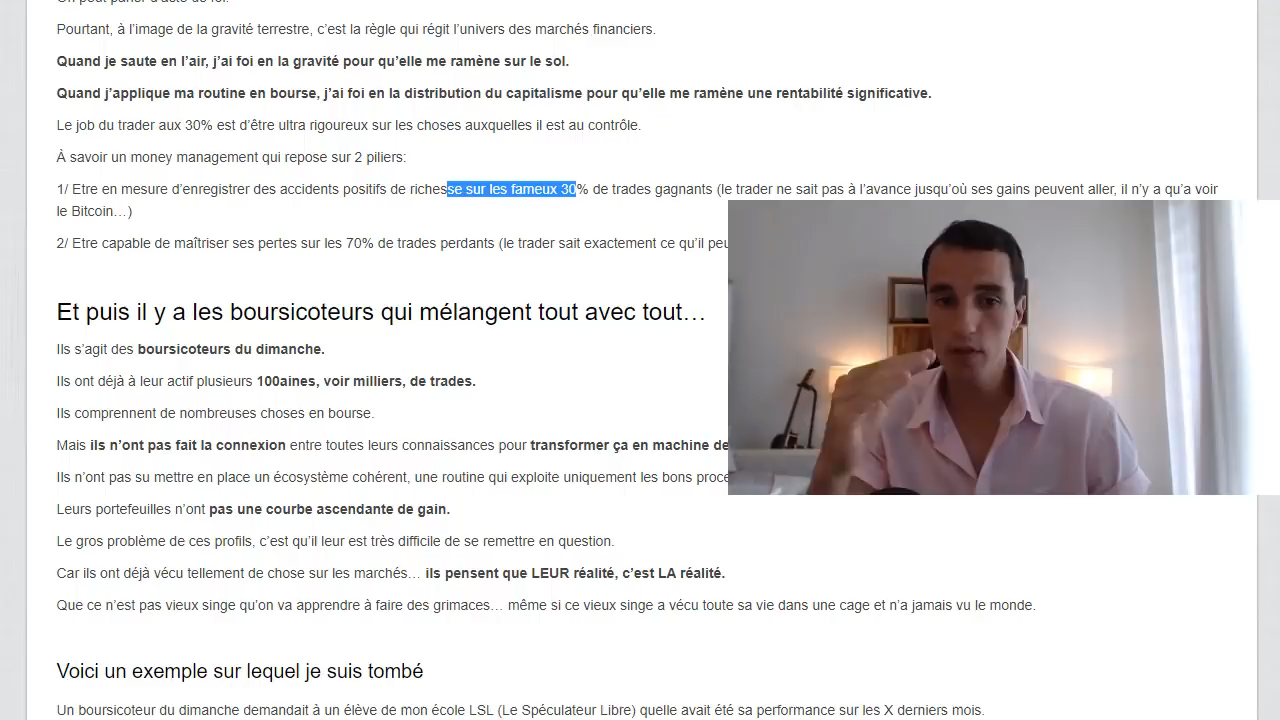 Pourtant, à l’image de la gravité terrestre, c’est la règle qui régit l’univers des marchés financiers.
Quand je saute en l’air, j’ai foi en la gravité pour qu’elle me ramène sur le sol.
Quand j’applique ma routine en bourse, j’ai foi en la distribution du capitalisme pour qu’elle me ramène une rentabilité significative.
Le job du trader aux 30% est d’être ultra rigoureux sur les choses auxquelles il est au contrôle.
À savoir un money management qui repose sur 2 piliers:
1/ Etre en mesure d’enregistrer des accidents positifs de richesse sur les fameux 30% de trades gagnants (le trader ne sait pas à l’avance jusqu’où ses gains peuvent aller, il n’y a qu’a voir
le Bitcoin…)
2/ Etre capable de maîtriser ses pertes sur les 70% de trades perdants (le trader sait exactement ce qu’il
Et puis il y a les boursicoteurs qui mélangent tout avec tout…
Ils s’agit des boursicoteurs du dimanche.
Ils ont déjà à leur actif plusieurs 100aines, voir milliers, de trades.
Ils comprennent de nombreuses choses en bourse.
Mais ils n’ont pas fait la connexion entre toutes leurs connaissances pour transformer ça en machine de
Ils n’ont pas su mettre en place un écosystème cohérent, une routine qui exploite uniquement les bons
Leurs portefeuilles n’ont pas une courbe ascendante de gain.
Le gros problème de ces profils, c’est qu’il leur est très difficile de se remettre en question.
Car ils ont déjà vécu tellement de chose sur les marchés… ils pensent que LEUR réalité, c’est LA réalité.
Que ce n’est pas vieux singe qu’on va apprendre à faire des grimaces… même si ce vieux singe a vécu toute sa vie dans une cage et n’a jamais vu le monde.
Voici un exemple sur lequel je suis tombé
Un boursicoteur du dimanche demandait à un élève de mon école LSL (Le Spéculateur Libre) quelle avait été sa performance sur les X derniers mois.